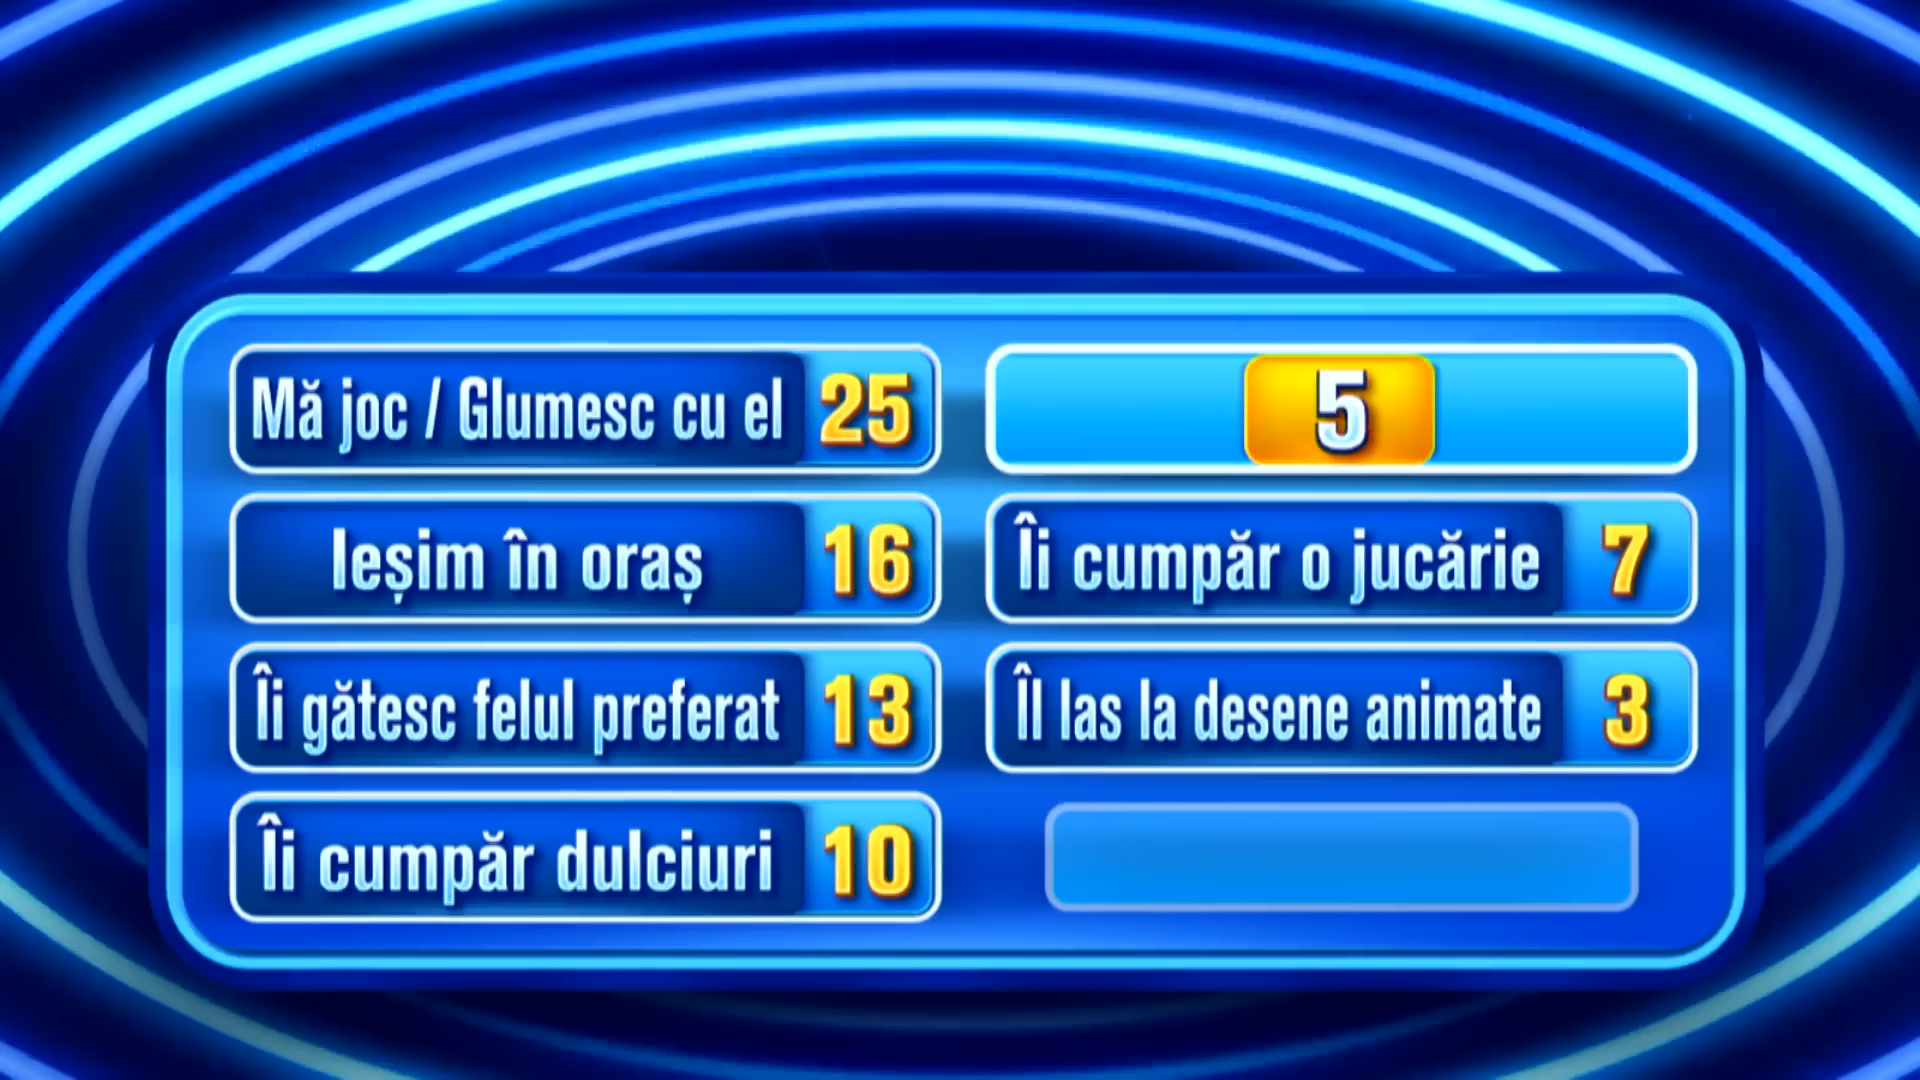 Mă joc / Glumesc cu el 25
Ieșim în oraș 16
Îi gătesc felul preferat 13
Îi cumpăr dulciuri 10
5
Îi cumpăr o jucărie 7
Îl las la desene animate 3